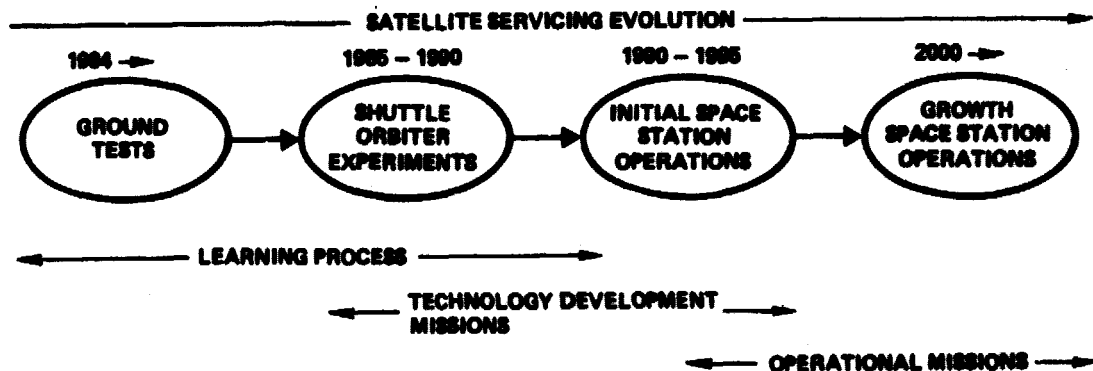 SATELLITE SERVICING EVOLUTION
1984 →
1985 – 1990
1990 – 1995
2000 →
GROUND
TESTS
SHUTTLE
ORBITER
EXPERIMENTS
INITIAL SPACE
STATION
OPERATIONS
GROWTH
SPACE STATION
OPERATIONS
LEARNING PROCESS
TECHNOLOGY DEVELOPMENT
MISSIONS
OPERATIONAL MISSIONS